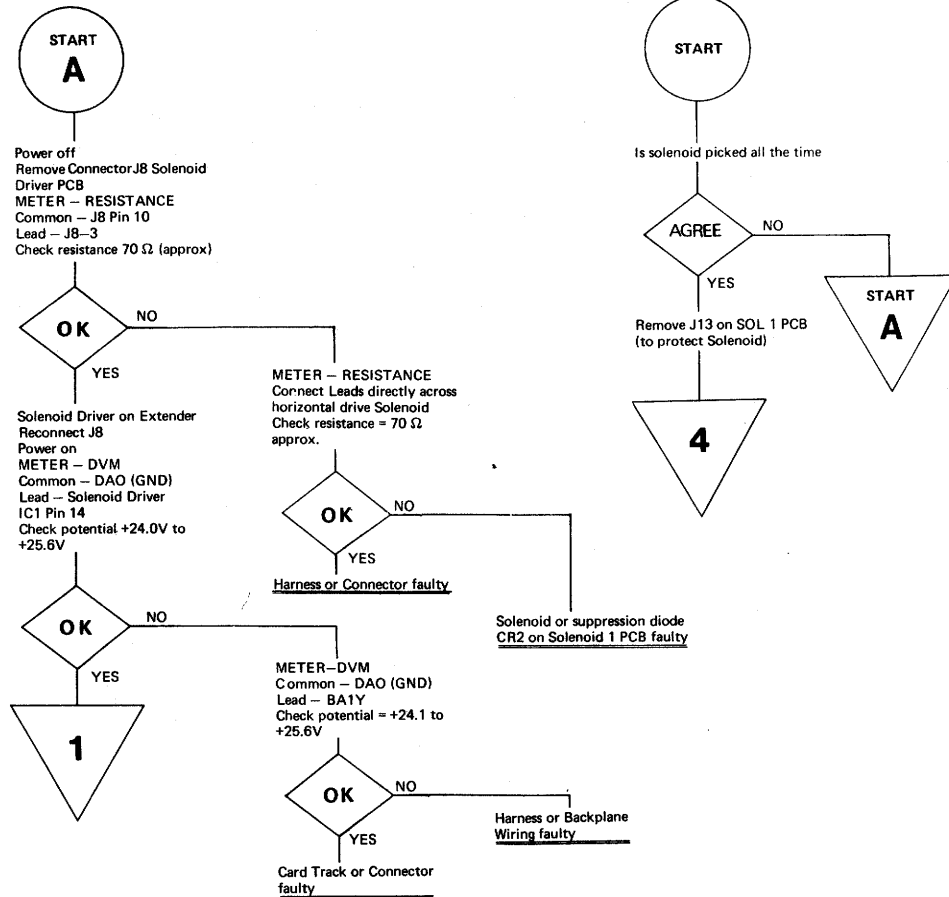 START
A
Power off
Remove Connector J8 Solenoid
Driver PCB
METER – RESISTANCE
Common – J8 Pin 10
Lead – J8–3
Check resistance 70 Ω (approx)
OK
NO
YES
Solenoid Driver on Extender
Reconnect J8
Power on
METER – DVM
Common – DAO (GND)
Lead – Solenoid Driver
IC1 Pin 14
Check potential +24.0V to
+25.6V
OK
NO
YES
1
METER – RESISTANCE
Connect Leads directly across
horizontal drive Solenoid
Check resistance = 70 Ω
approx.
OK
NO
YES
Harness or Connector faulty
Solenoid or suppression diode
CR2 on Solenoid 1 PCB faulty
METER–DVM
Common – DAO (GND)
Lead – BA1Y
Check potential = +24.1 to
+25.6V
OK
NO
YES
Card Track or Connector
faulty
Harness or Backplane
Wiring faulty
START
Is solenoid picked all the time
AGREE
NO
YES
START
A
Remove J13 on SOL 1 PCB
(to protect Solenoid)
4